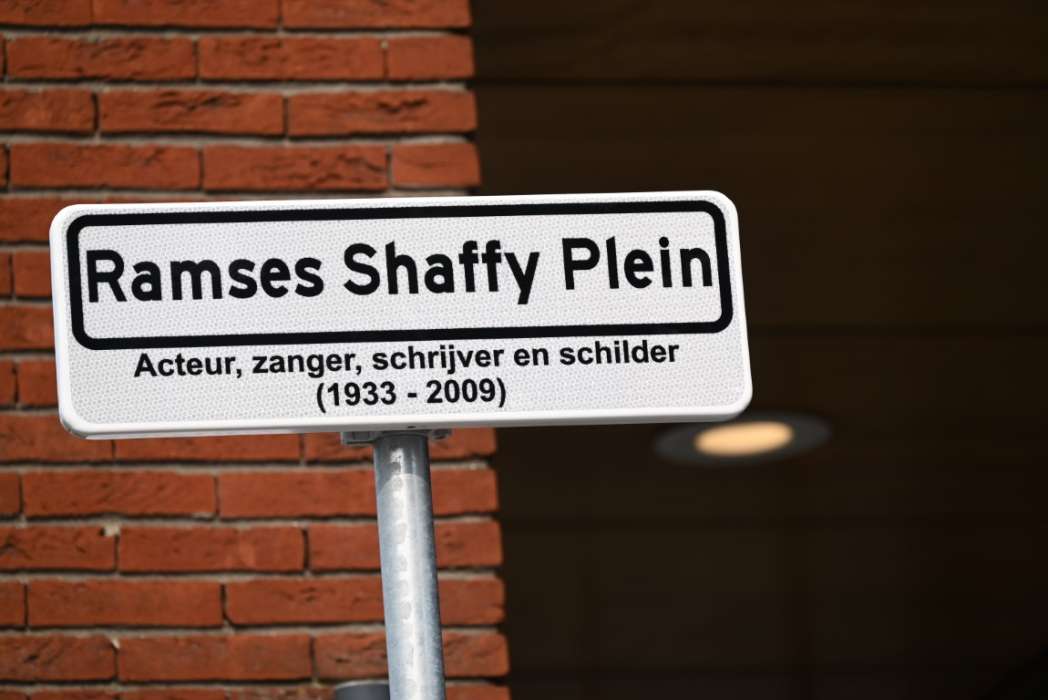 Ramses Shaffy Plein
Acteur, zanger, schrijver en schilder
(1933 - 2009)